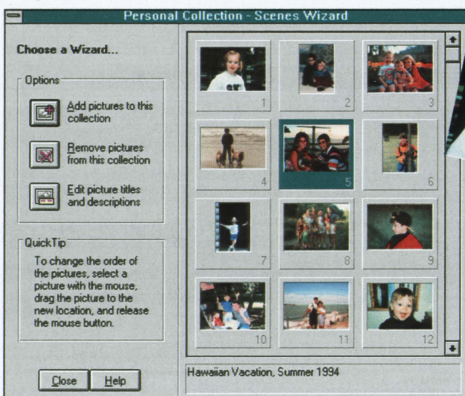 Personal Collection - Scenes Wizard
Choose a Wizard...
Options
Add pictures to this
collection
Remove pictures
from this collection
Edit picture titles
and descriptions
QuickTip
To change the order of
the pictures, select a
picture with the mouse,
drag the picture to the
new location, and release
the mouse button.
Close Help
1 2 3
4 5 6
7 8 9
10 11 12
Hawaiian Vacation, Summer 1994